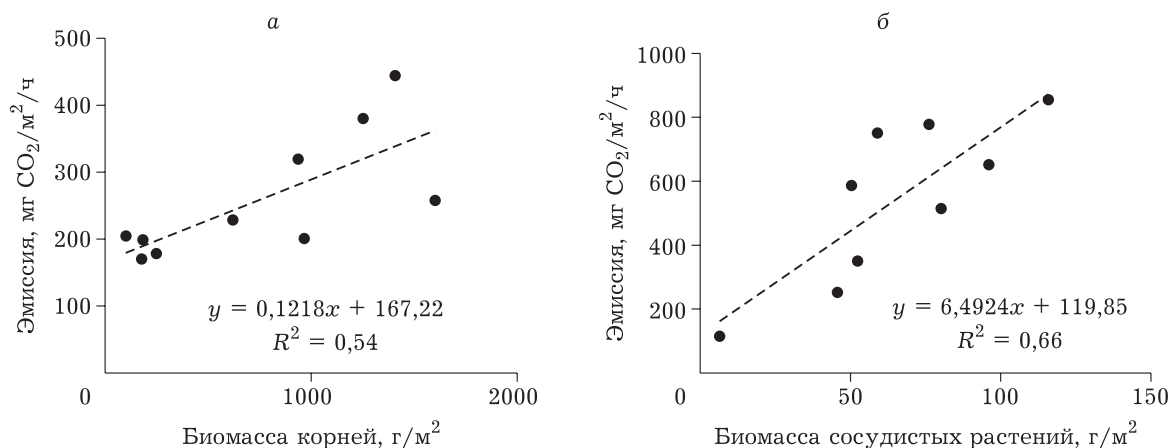 а
500
400
300
200
100
0
1000
2000
Эмиссия, мг CO₂/м²/ч
y = 0,1218x + 167,22
R² = 0,54
Биомасса корней, г/м²
б
1000
800
600
400
200
0
50
100
150
Эмиссия, мг CO₂/м²/ч
y = 6,4924x + 119,85
R² = 0,66
Биомасса сосудистых растений, г/м²